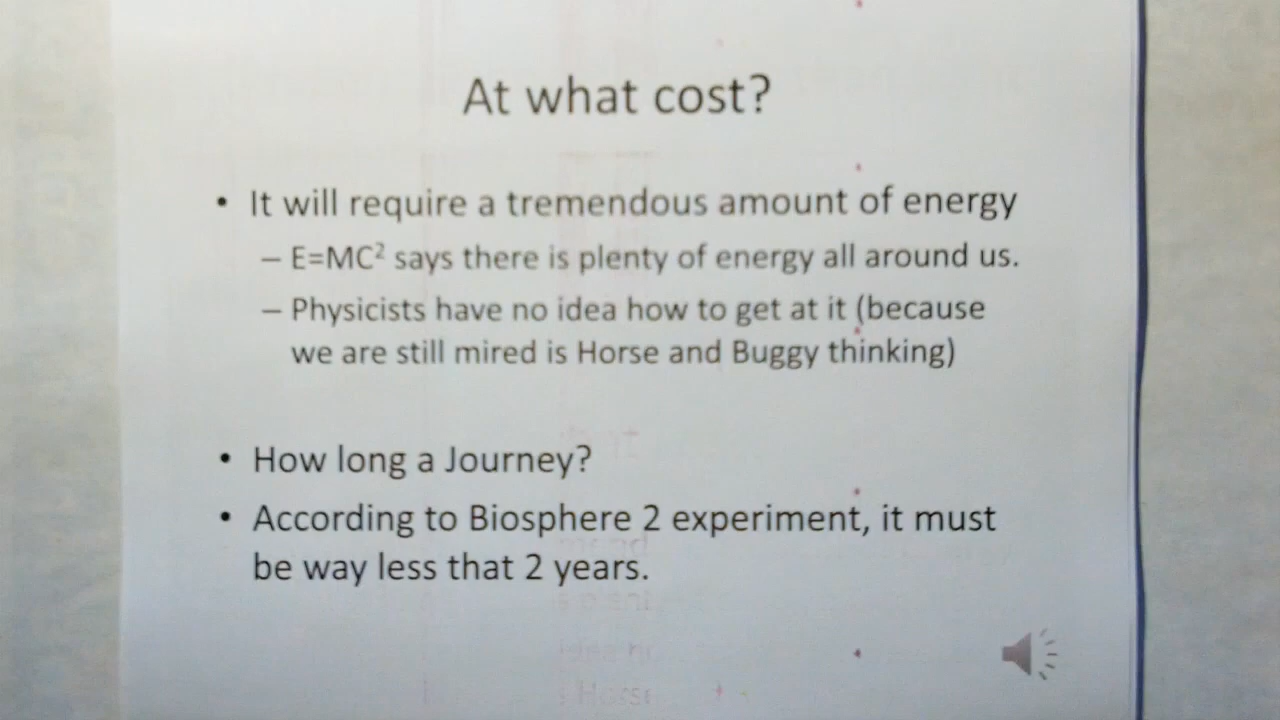 At what cost?
• It will require a tremendous amount of energy
– E=MC² says there is plenty of energy all around us.
– Physicists have no idea how to get at it (because
we are still mired is Horse and Buggy thinking)
• How long a Journey?
• According to Biosphere 2 experiment, it must
be way less that 2 years.